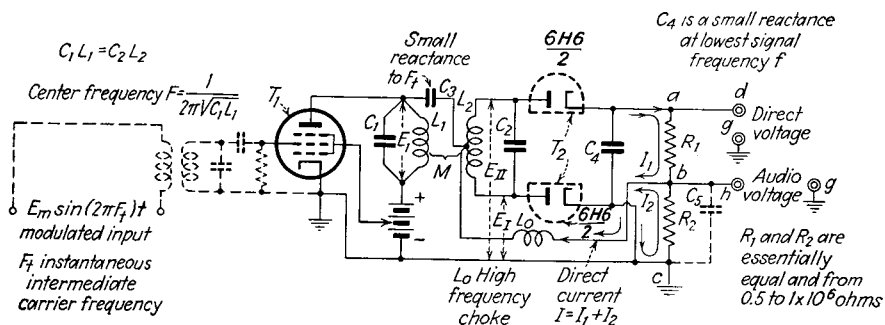 C₁L₁=C₂L₂
Center frequency F = 1/2π√C₁L₁
T₁
Small
reactance
to Fₜ
C₃
6H6
2
C₄ is a small reactance
at lowest signal
frequency f
C₁
E₁
L₁
M
L₂
C₂
E_II
E_I
T₂
C₄
a
d
g
Direct
voltage
I₁
R₁
b
h
Audio
voltage
g
I₂
R₂
C₅
c
+
−
L₀
6H6
2
Eₘ sin(2πFₜ)t
modulated input
Fₜ instantaneous
intermediate
carrier frequency
L₀ High
frequency
choke
Direct
current
I=I₁+I₂
R₁ and R₂ are
essentially
equal and from
0.5 to 1x10⁶ ohms